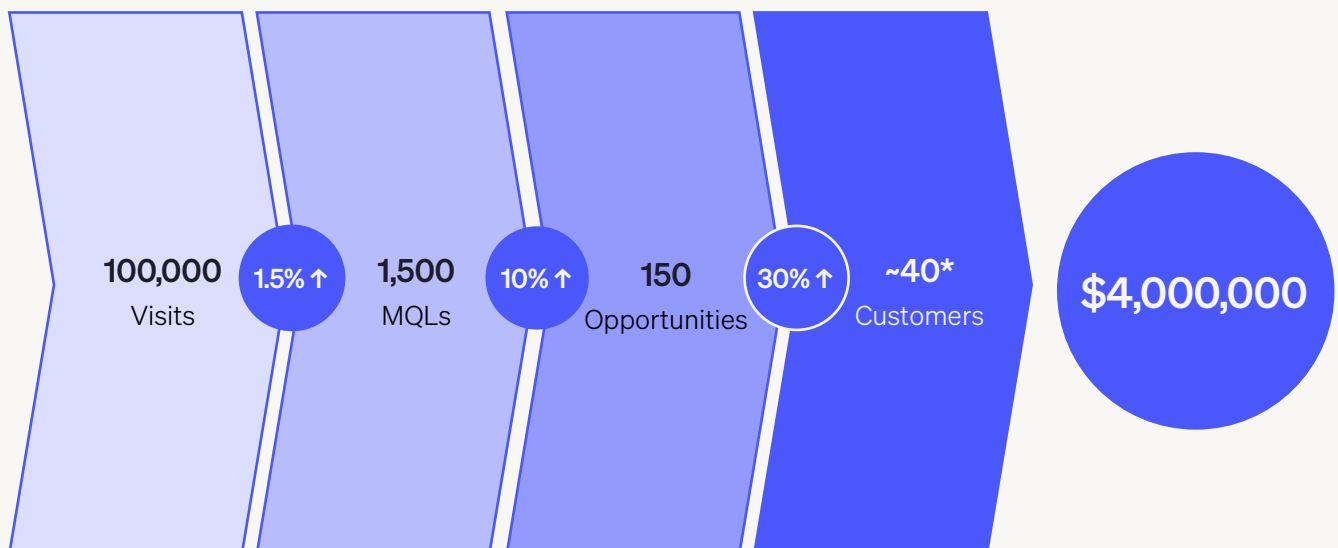 100,000
Visits
1.5% ↑
1,500
MQLs
10% ↑
150
Opportunities
30% ↑
~40*
Customers
$4,000,000